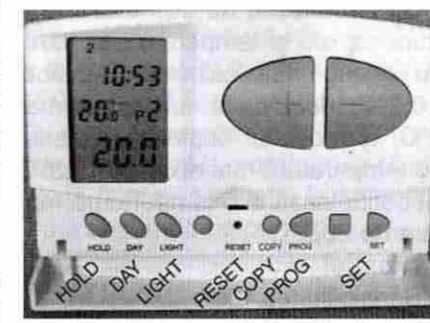 2
10:53
20.0 P2
20.0
HOLD DAY LIGHT RESET COPY PROG SET
HOLD DAY LIGHT RESET COPY PROG SET